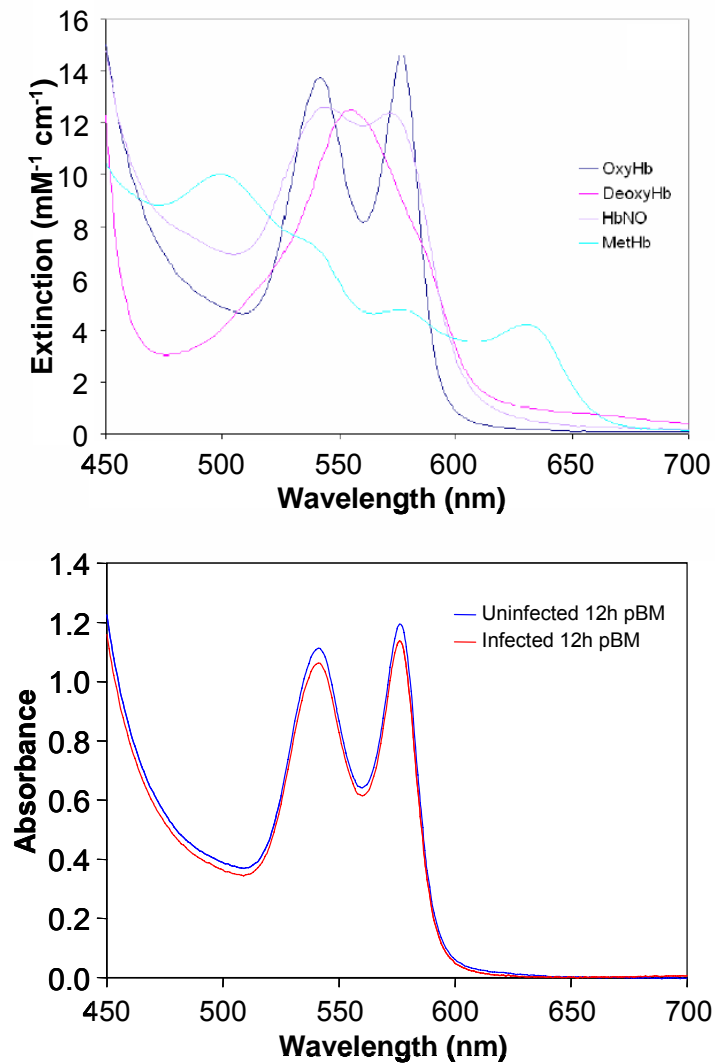 16
14
12
10
8
6
4
2
0
Extinction (mM⁻¹ cm⁻¹)
OxyHb
DeoxyHb
HbNO
MetHb
450 500 550 600 650 700
Wavelength (nm)
1.4
1.2
1.0
0.8
0.6
0.4
0.2
0.0
Absorbance
Uninfected 12h pBM
Infected 12h pBM
450 500 550 600 650 700
Wavelength (nm)